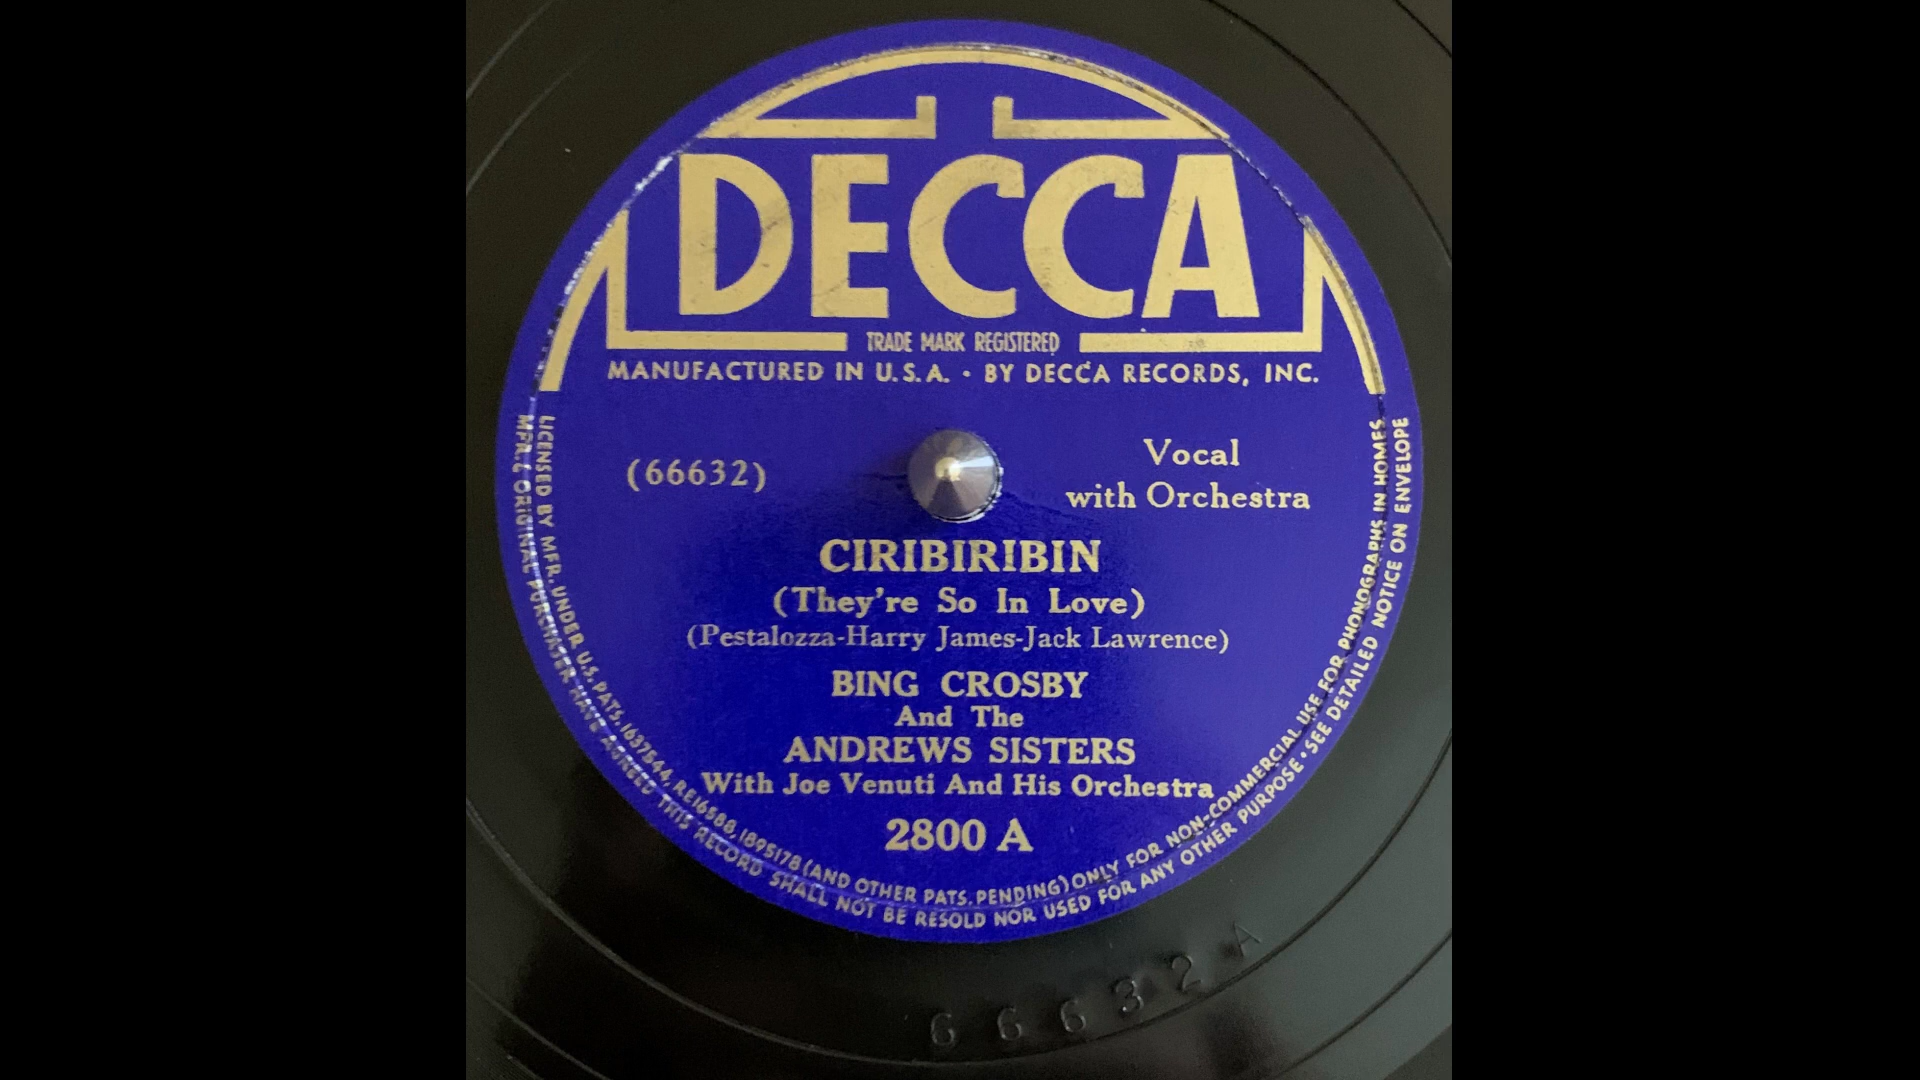 DECCA
TRADE MARK REGISTERED
MANUFACTURED IN U.S.A. · BY DECCA RECORDS, INC.
(66632)
Vocal
with Orchestra
CIRIBIRIBIN
(They're So In Love)
(Pestalozza-Harry James-Jack Lawrence)
BING CROSBY
And The
ANDREWS SISTERS
With Joe Venuti And His Orchestra
2800 A
LICENSED BY MFR. UNDER U.S. PATS. 1637544, RE16588, 1895178 (AND OTHER PATS. PENDING) ONLY FOR NON-COMMERCIAL USE FOR PHONOGRAPHS IN HOMES.
MFR. & ORIGINAL PURCHASER HAVE AGREED THIS RECORD SHALL NOT BE RESOLD NOR USED FOR ANY OTHER PURPOSE · SEE DETAILED NOTICE ON ENVELOPE
66632 A